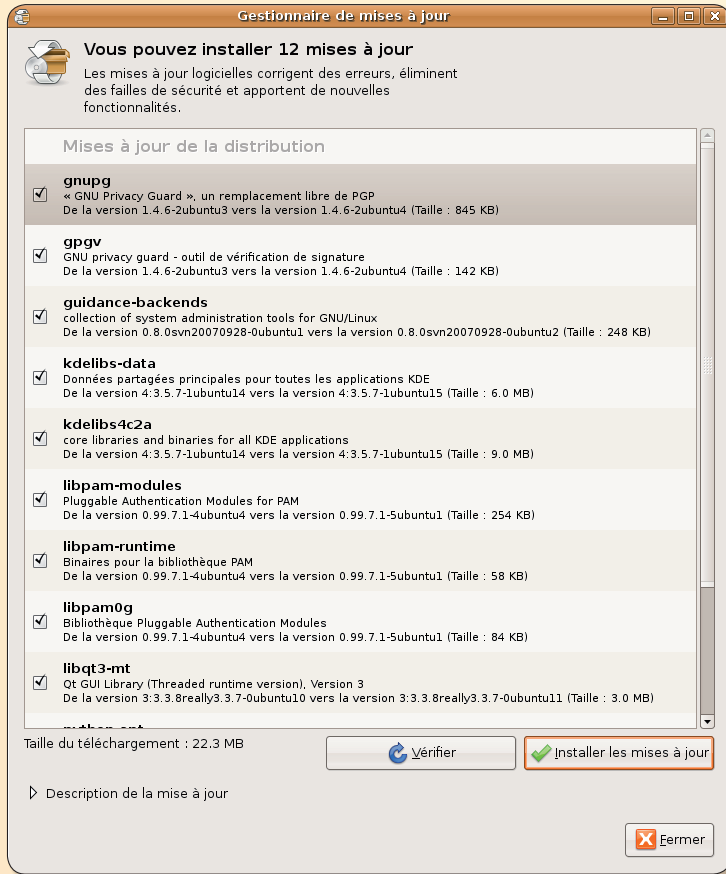 Gestionnaire de mises à jour
Vous pouvez installer 12 mises à jour
Les mises à jour logicielles corrigent des erreurs, éliminent
des failles de sécurité et apportent de nouvelles
fonctionnalités.
Mises à jour de la distribution
gnupg
« GNU Privacy Guard », un remplacement libre de PGP
De la version 1.4.6-2ubuntu3 vers la version 1.4.6-2ubuntu4 (Taille : 845 KB)
gpgv
GNU privacy guard - outil de vérification de signature
De la version 1.4.6-2ubuntu3 vers la version 1.4.6-2ubuntu4 (Taille : 142 KB)
guidance-backends
collection of system administration tools for GNU/Linux
De la version 0.8.0svn20070928-0ubuntu1 vers la version 0.8.0svn20070928-0ubuntu2 (Taille : 248 KB)
kdelibs-data
Données partagées principales pour toutes les applications KDE
De la version 4:3.5.7-1ubuntu14 vers la version 4:3.5.7-1ubuntu15 (Taille : 6.0 MB)
kdelibs4c2a
core libraries and binaries for all KDE applications
De la version 4:3.5.7-1ubuntu14 vers la version 4:3.5.7-1ubuntu15 (Taille : 9.0 MB)
libpam-modules
Pluggable Authentication Modules for PAM
De la version 0.99.7.1-4ubuntu4 vers la version 0.99.7.1-5ubuntu1 (Taille : 254 KB)
libpam-runtime
Binaires pour la bibliothèque PAM
De la version 0.99.7.1-4ubuntu4 vers la version 0.99.7.1-5ubuntu1 (Taille : 58 KB)
libpam0g
Bibliothèque Pluggable Authentication Modules
De la version 0.99.7.1-4ubuntu4 vers la version 0.99.7.1-5ubuntu1 (Taille : 84 KB)
libqt3-mt
Qt GUI Library (Threaded runtime version), Version 3
De la version 3:3.3.8really3.3.7-0ubuntu10 vers la version 3:3.3.8really3.3.7-0ubuntu11 (Taille : 3.0 MB)
Taille du téléchargement : 22.3 MB
Vérifier
Installer les mises à jour
Description de la mise à jour
Fermer